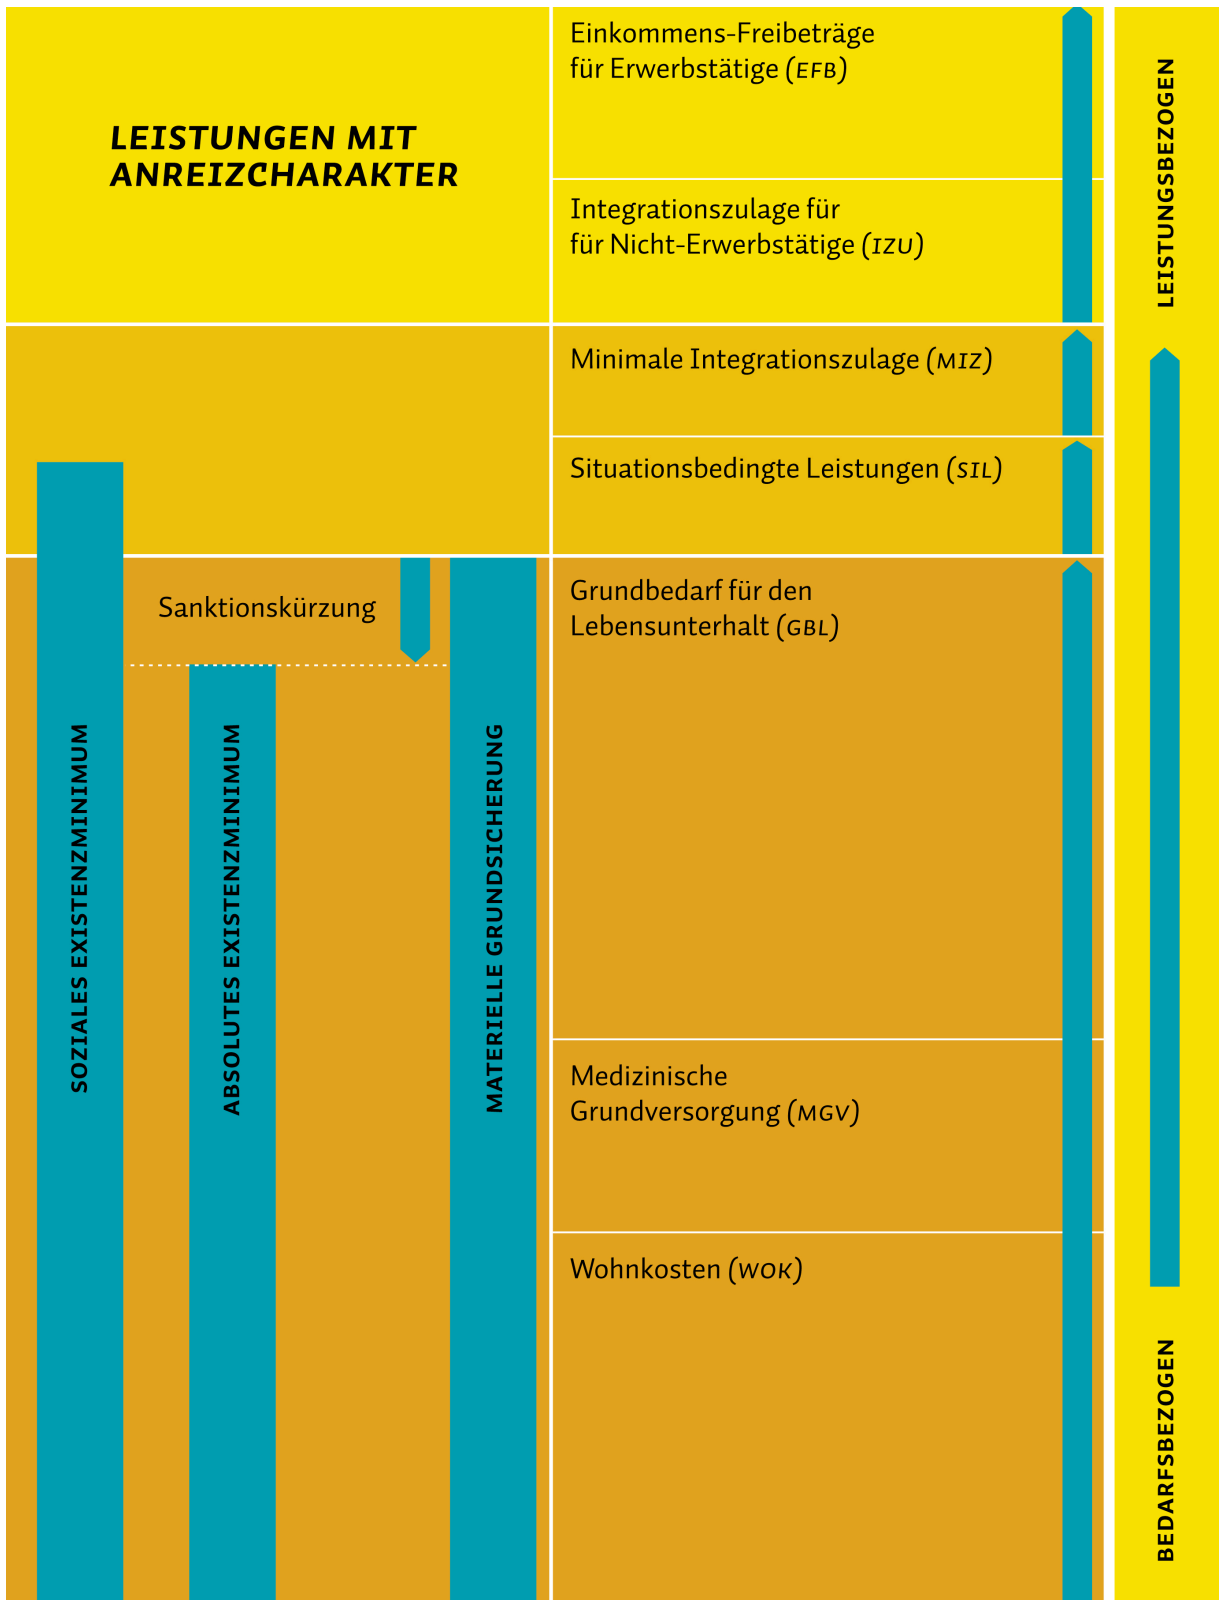 LEISTUNGEN MIT
ANREIZCHARAKTER
Einkommens-Freibeträge
für Erwerbstätige (EFB)
Integrationszulage für
für Nicht-Erwerbstätige (IZU)
Minimale Integrationszulage (MIZ)
Situationsbedingte Leistungen (SIL)
Sanktionskürzung
SOZIALES EXISTENZMINIMUM
ABSOLUTES EXISTENZMINIMUM
MATERIELLE GRUNDSICHERUNG
Grundbedarf für den
Lebensunterhalt (GBL)
Medizinische
Grundversorgung (MGV)
Wohnkosten (WOK)
LEISTUNGSBEZOGEN
BEDARFSBEZOGEN